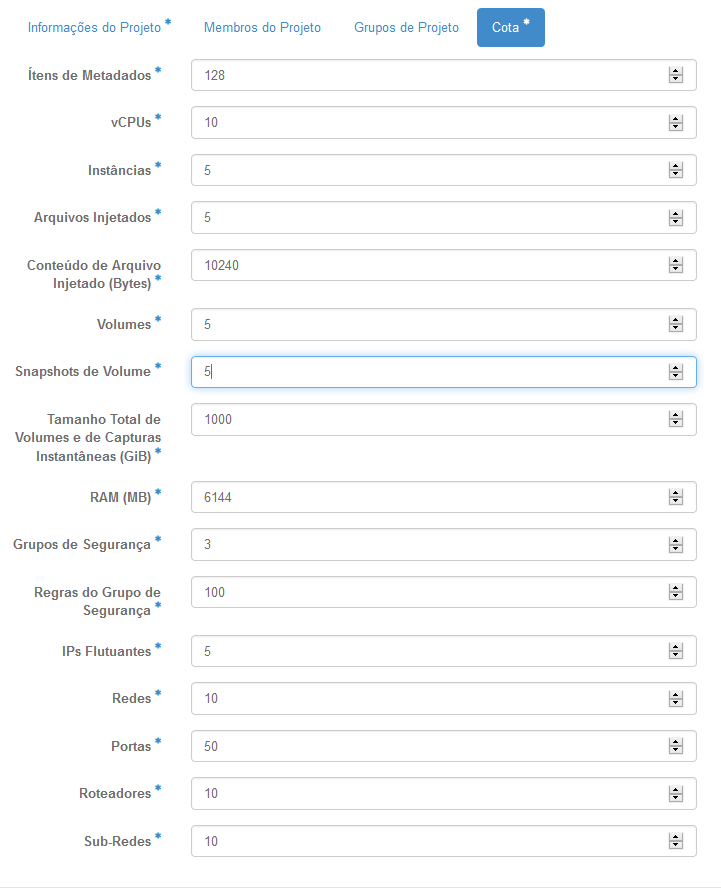 Informações do Projeto * Membros do Projeto Grupos de Projeto Cota *
Ítens de Metadados * 128
vCPUs * 10
Instâncias * 5
Arquivos Injetados * 5
Conteúdo de Arquivo 10240
Injetado (Bytes) *
Volumes * 5
Snapshots de Volume * 5
Tamanho Total de 1000
Volumes e de Capturas
Instantâneas (GiB) *
RAM (MB) * 6144
Grupos de Segurança * 3
Regras do Grupo de 100
Segurança *
IPs Flutuantes * 5
Redes * 10
Portas * 50
Roteadores * 10
Sub-Redes * 10